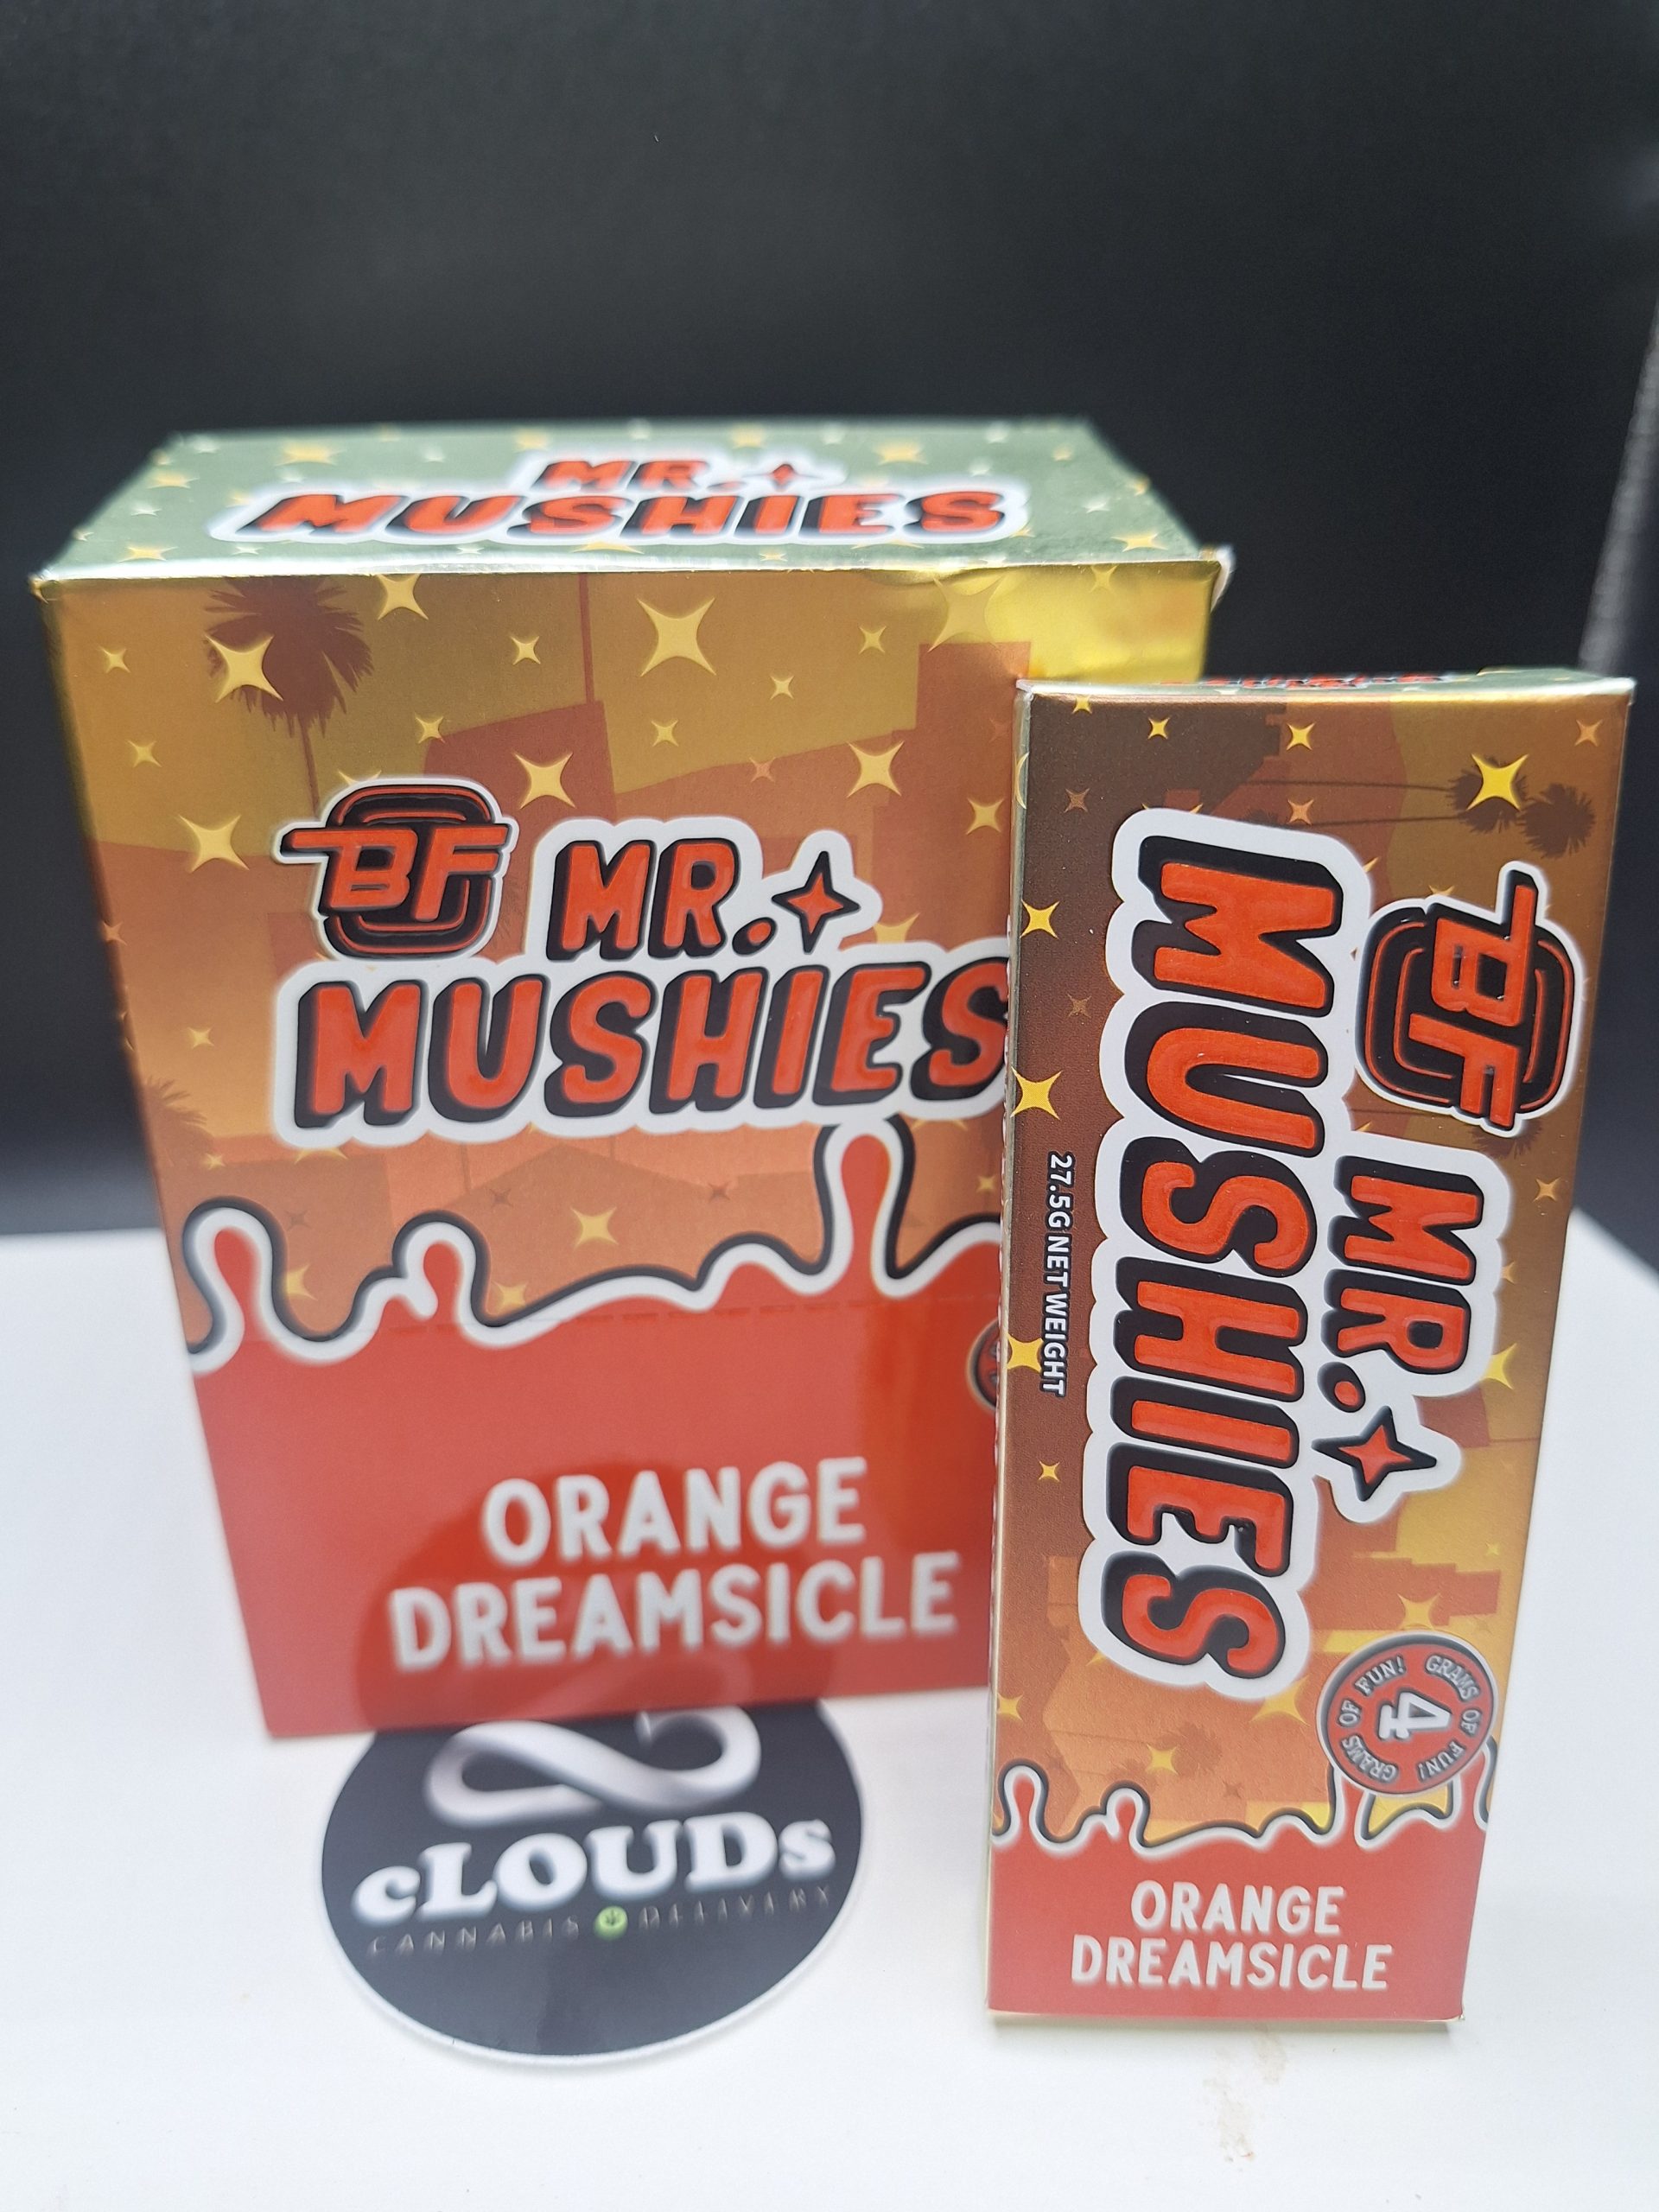 MR.
MUSHIES
BF
MR.
MUSHIES
ORANGE
DREAMSICLE
BF
MR.
MUSHIES
27.5G NET WEIGHT
GRAMS OF FUN! GRAMS OF FUN!
4
ORANGE
DREAMSICLE
cLOUDs
CANNABIS DELIVERY